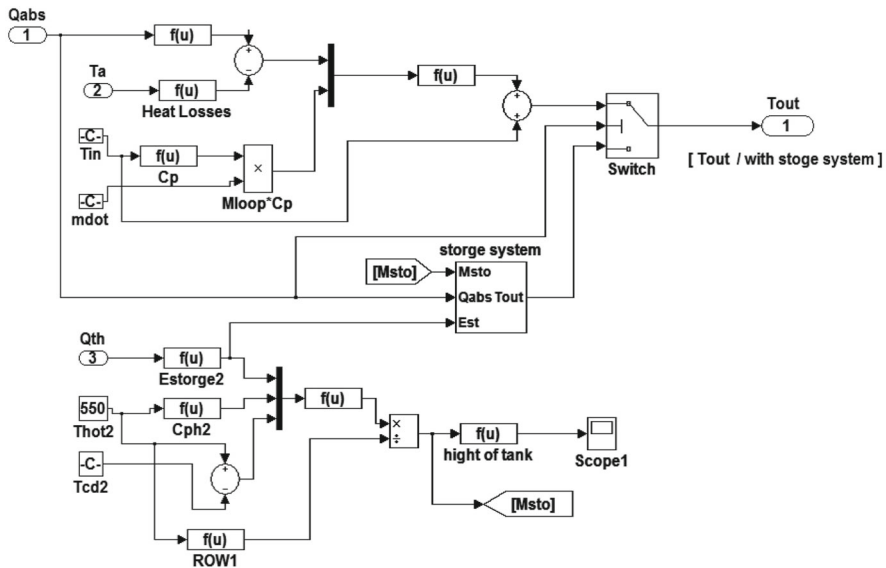 Qabs
1
f(u)
+
−
Ta
2
f(u)
Heat Losses
f(u)
+
+
-C-
Tin
f(u)
Cp
×
Mloop*Cp
-C-
mdot
Switch
Tout
1
[ Tout / with stoge system ]
storge system
[Msto]
Msto
Qabs Tout
Est
Qth
3
f(u)
Estorge2
550
Thot2
f(u)
Cph2
f(u)
×
÷
f(u)
hight of tank
Scope1
-C-
Tcd2
+
−
[Msto]
f(u)
ROW1